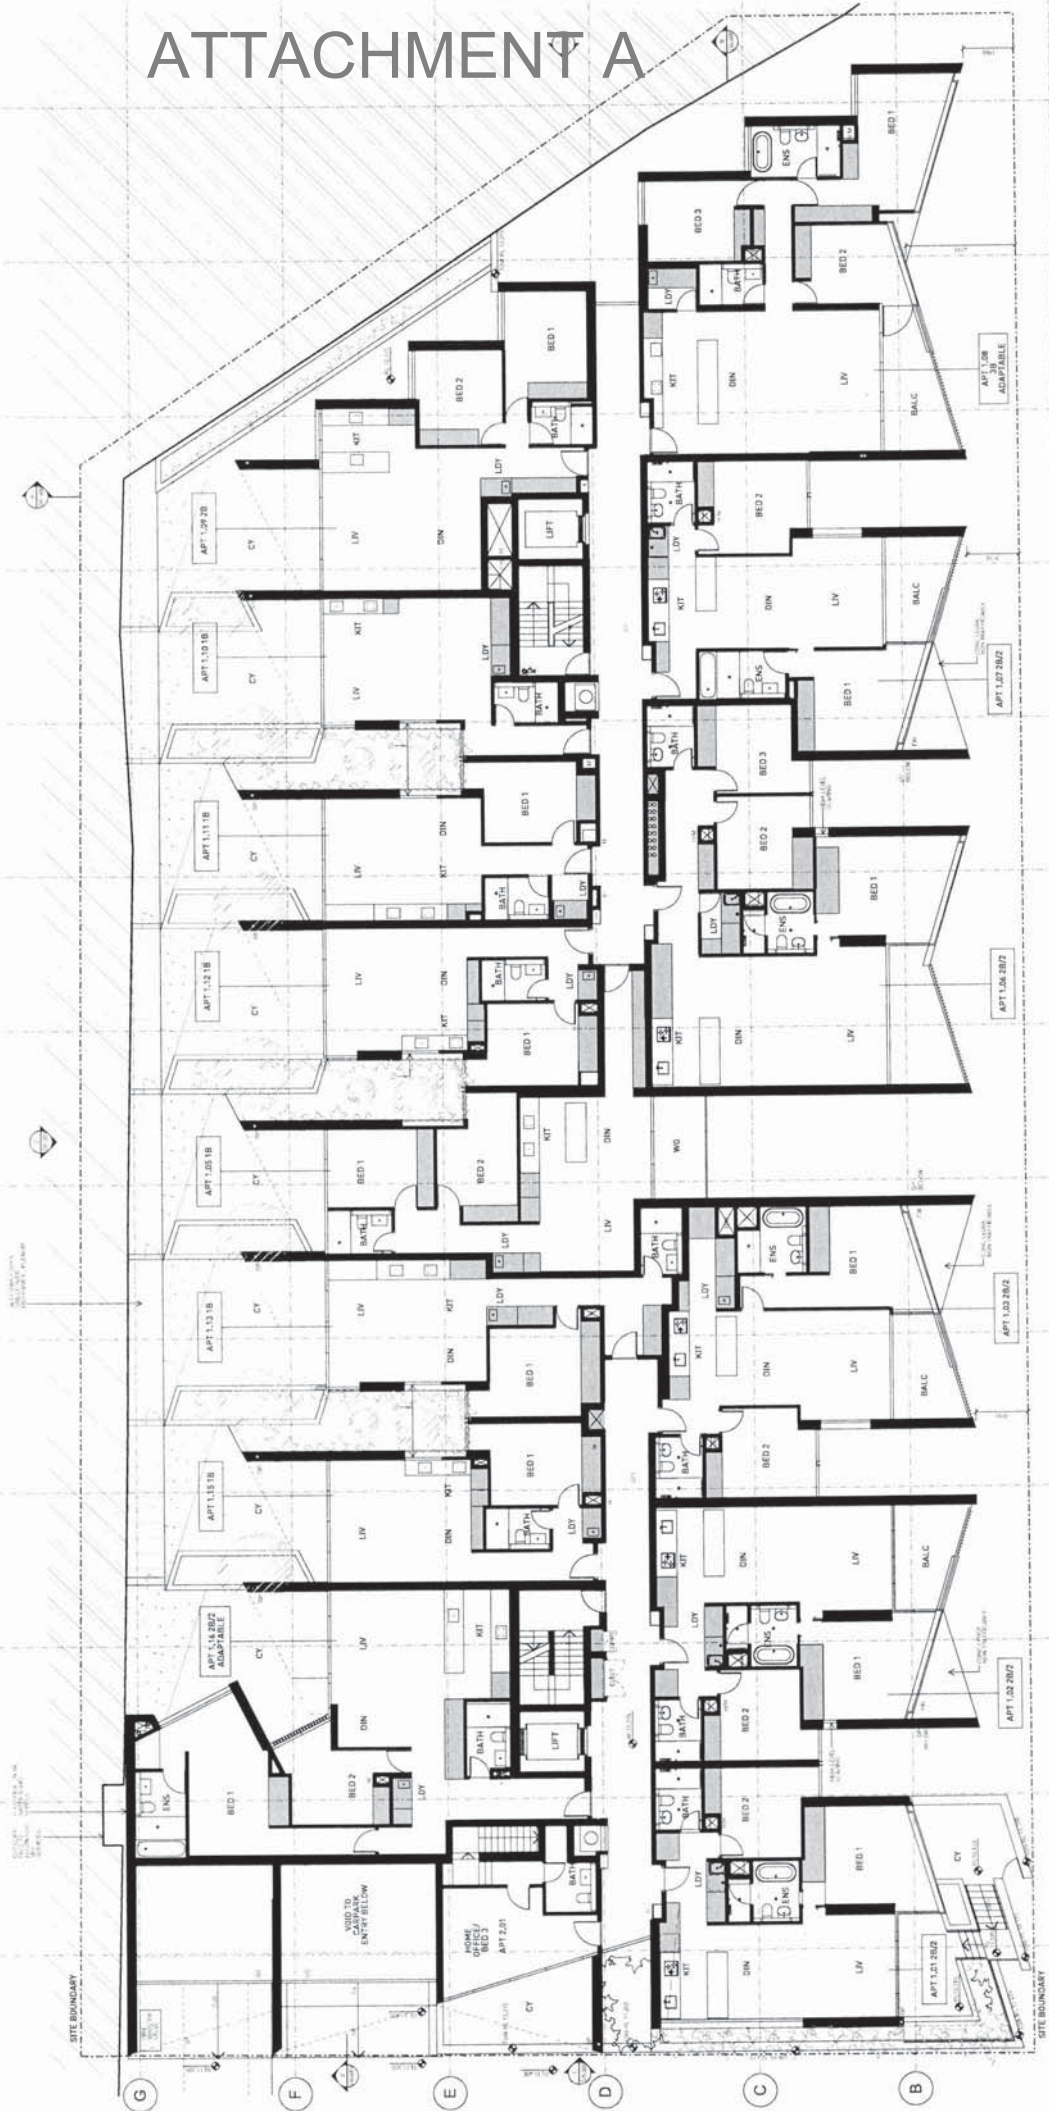 ATTACHMENT A
BED 1
ENS
BED 3
BED 2
BATH
LDY
KIT
DIN
LIV
BALC
APT 1.08
3B
ADAPTABLE
BED 1
BED 2
BATH
KIT
LDY
LIV
DIN
CY
APT 1.09 2B
LIFT
BATH
BED 2
LDY
KIT
DIN
LIV
BALC
ENS
BED 1
APT 1.07 2B/2
APT 1.10 1B
CY
LIV
KIT
LDY
BATH
BATH
BED 3
BED 2
BED 1
LDY
ENS
KIT
DIN
LIV
APT 1.06 2B/2
APT 1.11 1B
CY
LIV
DIN
KIT
BED 1
BATH
LDY
APT 1.12 1B
CY
LIV
DIN
KIT
BATH
LDY
BED 1
APT 1.05 1B
CY
BED 1
BED 2
BATH
KIT
DIN
LIV
LDY
WG
APT 1.13 1B
CY
LIV
KIT
DIN
LDY
BED 1
BATH
LDY
ENS
BED 1
KIT
DIN
LIV
BALC
BATH
BED 2
APT 1.03 2B/2
APT 1.15 1B
CY
LIV
KIT
DIN
BED 1
BATH
LDY
KIT
DIN
LIV
BALC
LDY
ENS
BED 1
BATH
BED 2
APT 1.02 2B/2
APT 1.16 2B/2
ADAPTABLE
CY
LIV
KIT
DIN
BATH
LIFT
BED 2
LDY
BED 1
ENS
BATH
BED 2
LDY
ENS
BED 1
CY
KIT
DIN
LIV
APT 1.01 2B/2
VOID TO
CARPARK
ENTRY BELOW
HOME
OFFICE/
BED 3
APT 2.01
BATH
CY
SITE BOUNDARY
SITE BOUNDARY
G
F
E
D
C
B